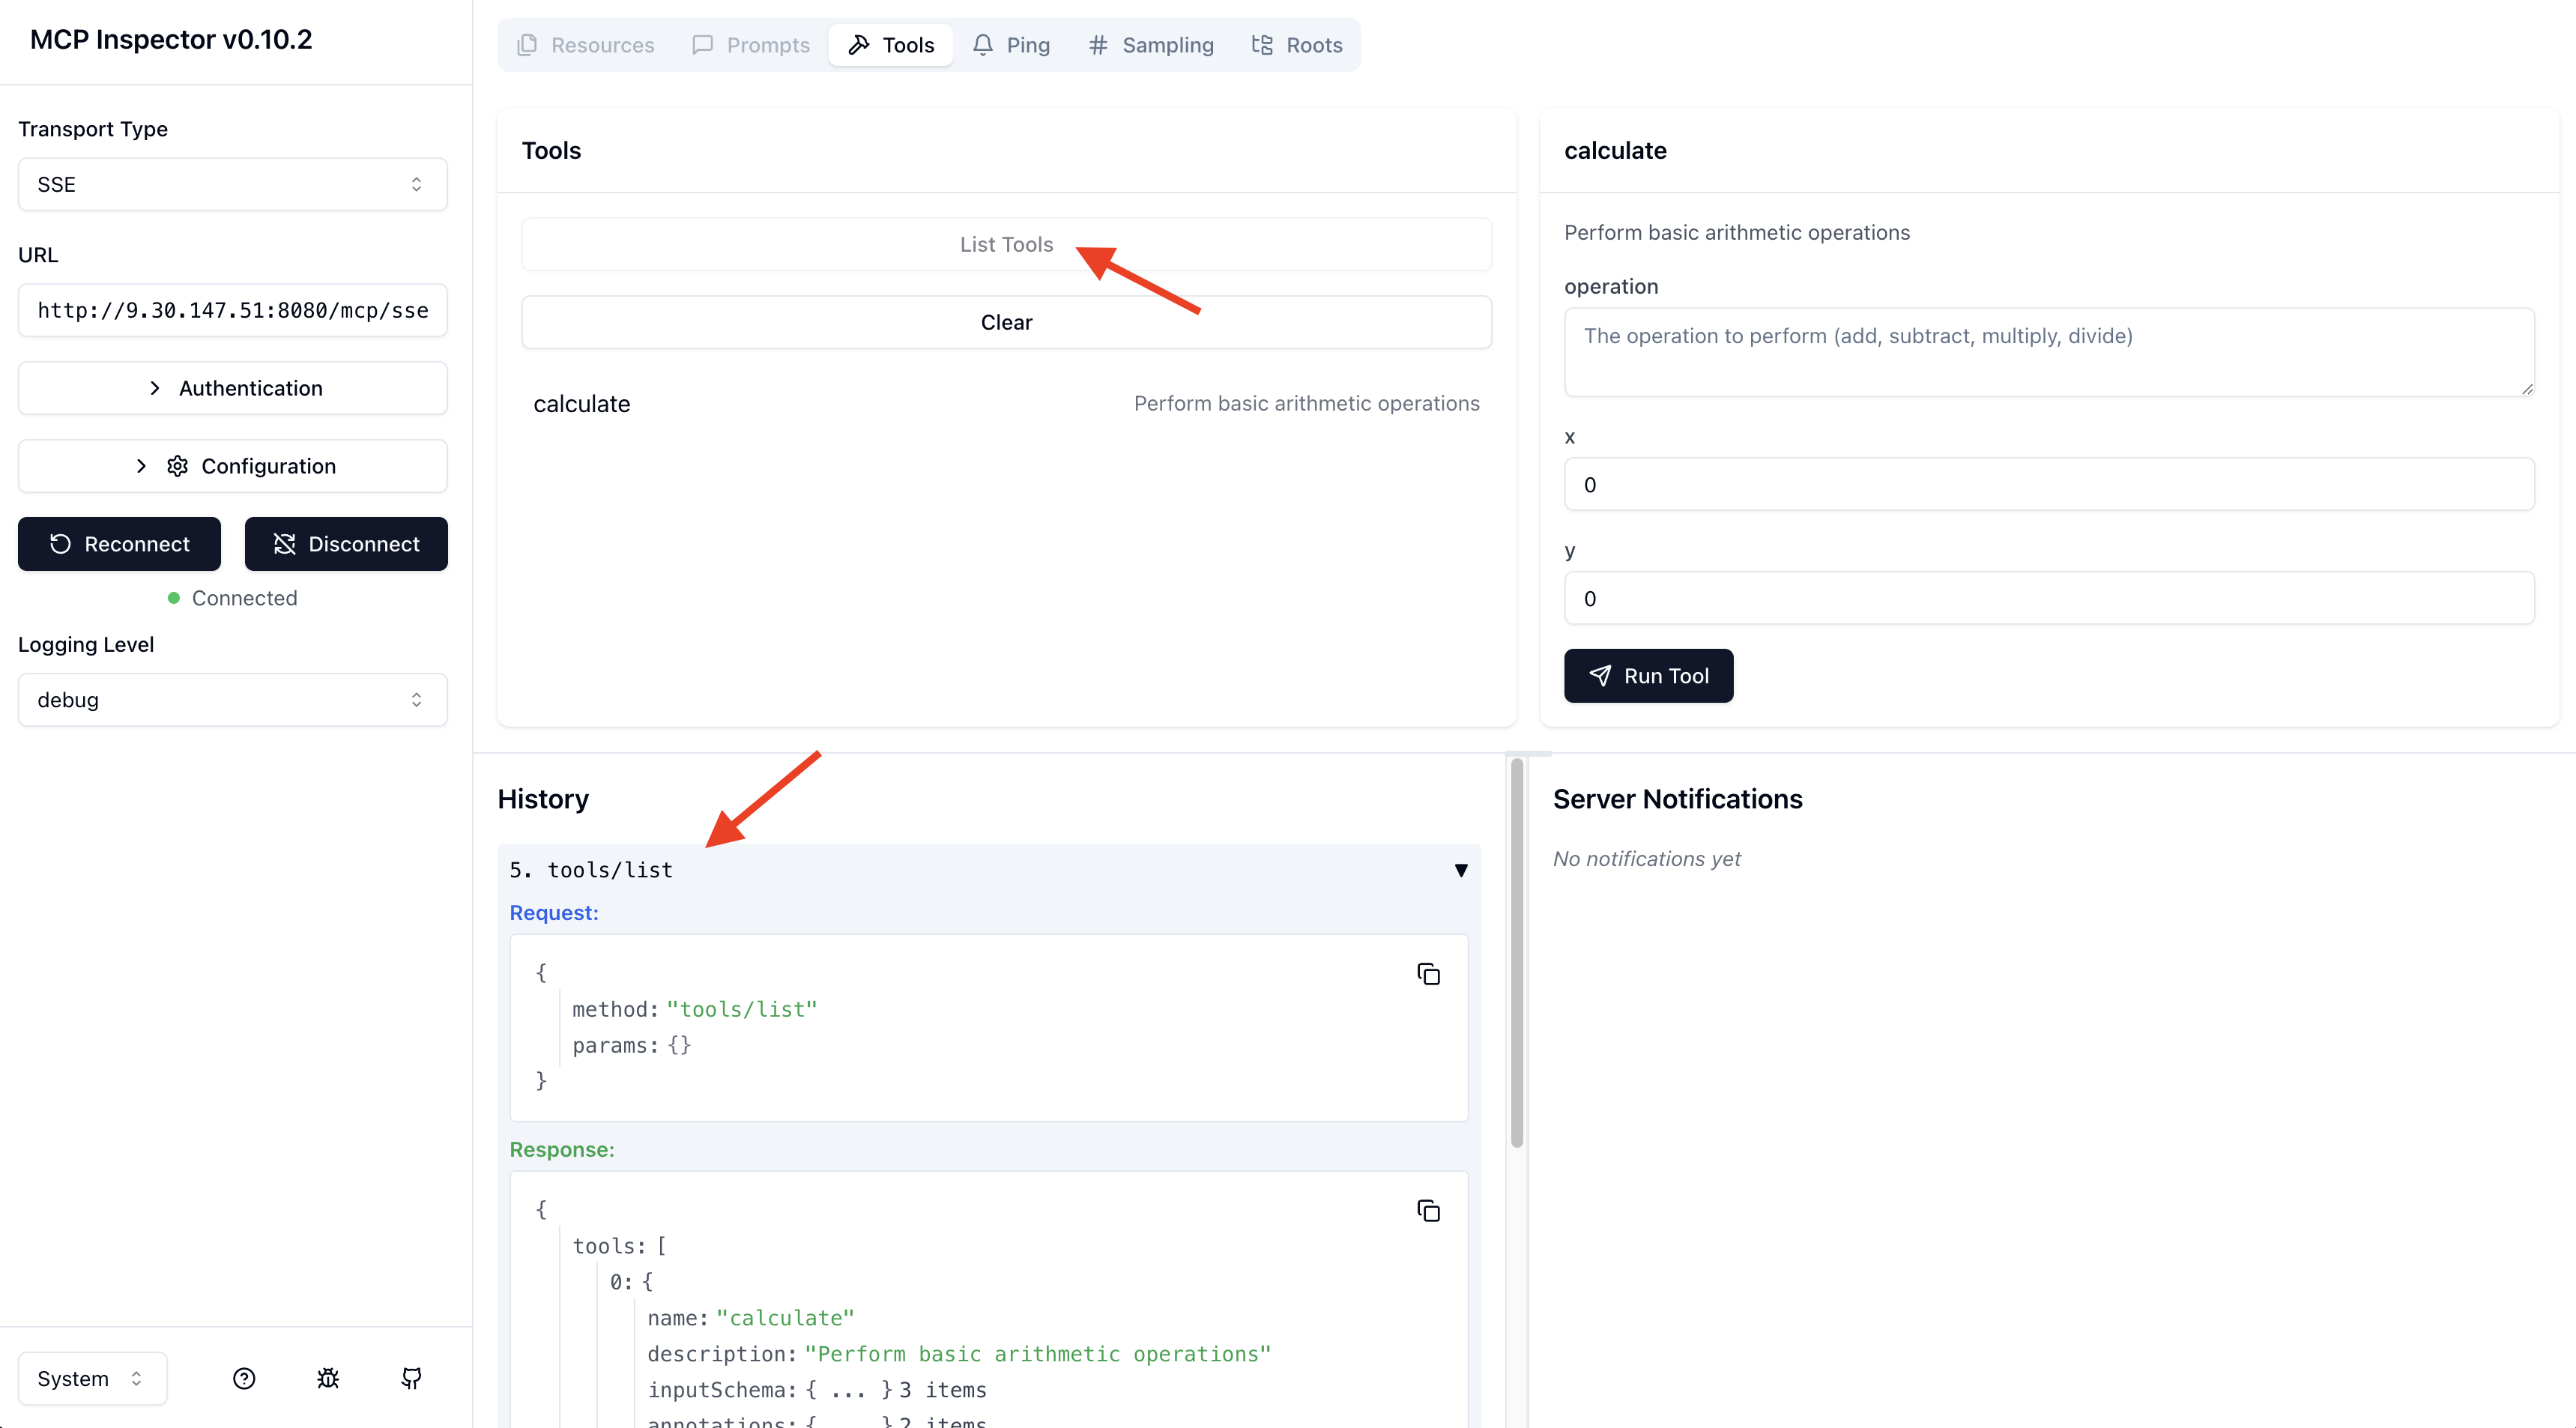 MCP Inspector v0.10.2
Transport Type
SSE
URL
http://9.30.147.51:8080/mcp/sse
Authentication
Configuration
Reconnect
Disconnect
Connected
Logging Level
debug
System
Resources
Prompts
Tools
Ping
Sampling
Roots
Tools
List Tools
Clear
calculate
Perform basic arithmetic operations
calculate
Perform basic arithmetic operations
operation
The operation to perform (add, subtract, multiply, divide)
x
0
y
0
Run Tool
History
5. tools/list
Request:
{
method: "tools/list"
params: {}
}
Response:
{
tools: [
0: {
name: "calculate"
description: "Perform basic arithmetic operations"
inputSchema: { ... } 3 items
annotations: { ... } 2 items
Server Notifications
No notifications yet